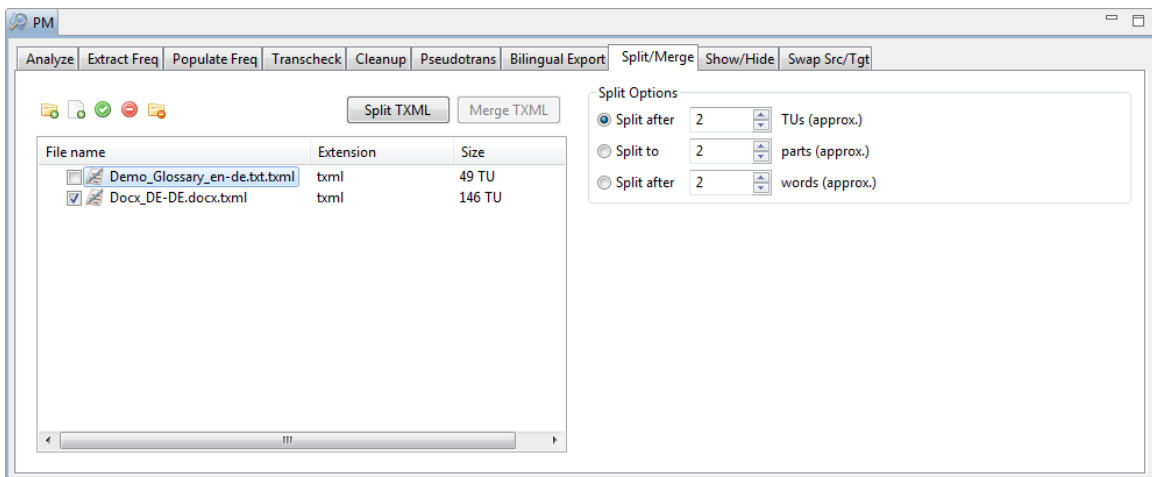 PM
Analyze Extract Freq Populate Freq Transcheck Cleanup Pseudotrans Bilingual Export Split/Merge Show/Hide Swap Src/Tgt
Split TXML Merge TXML
File name Extension Size
Demo_Glossary_en-de.txt.txml txml 49 TU
Docx_DE-DE.docx.txml txml 146 TU
Split Options
Split after 2 TUs (approx.)
Split to 2 parts (approx.)
Split after 2 words (approx.)